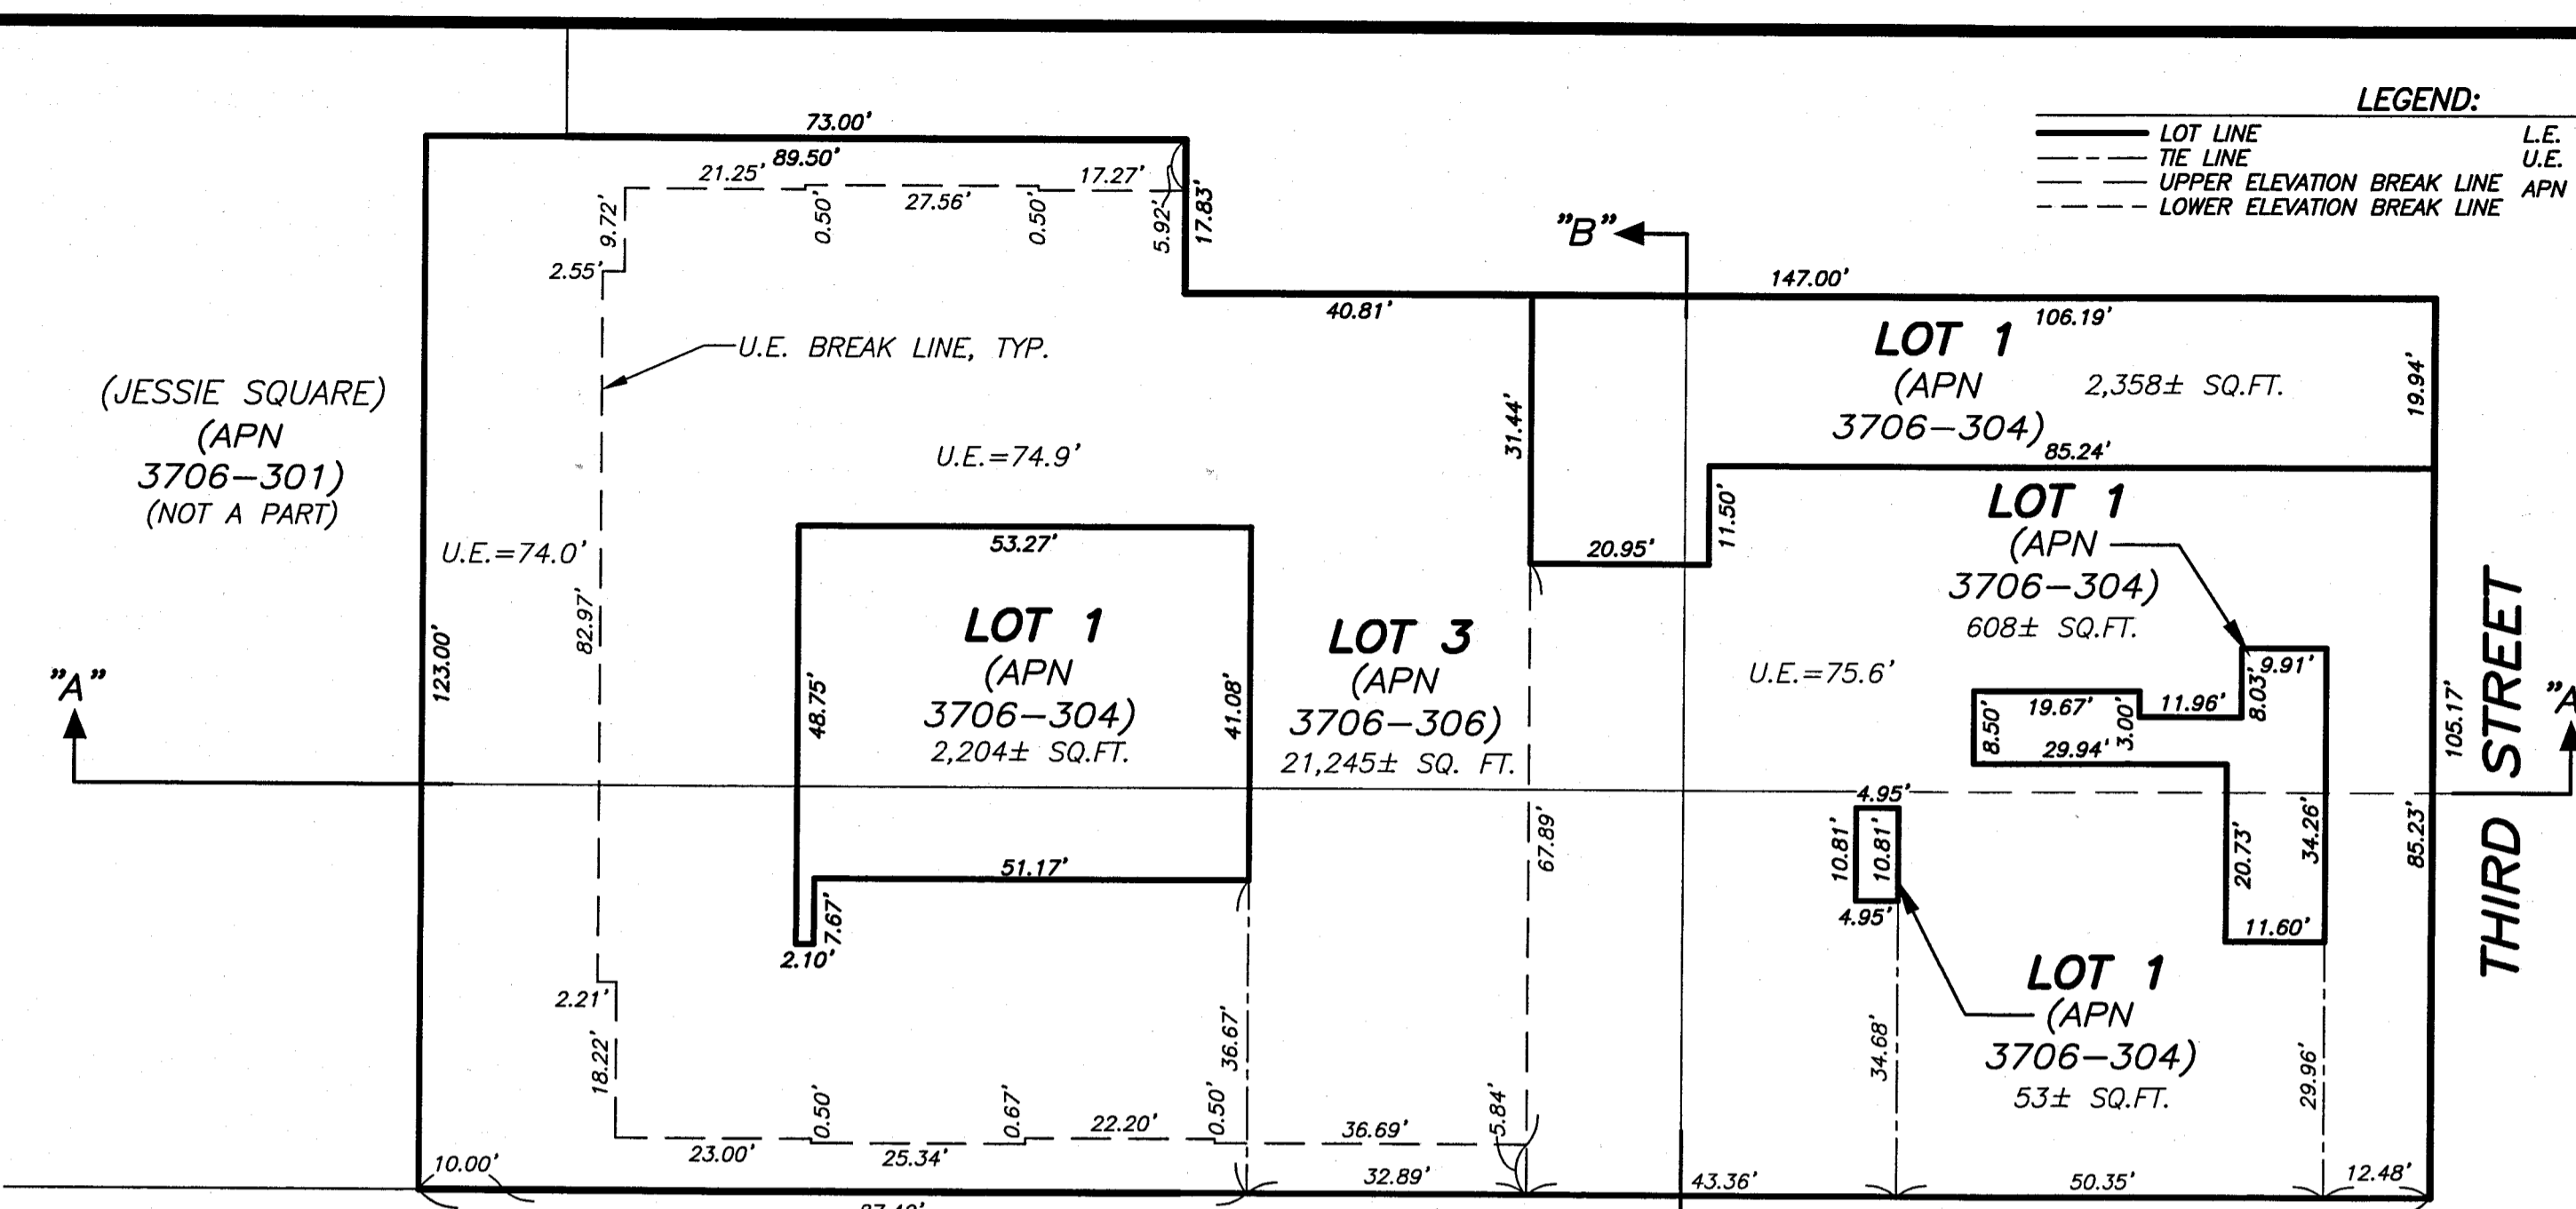 LEGEND:
LOT LINE
TIE LINE
UPPER ELEVATION BREAK LINE
LOWER ELEVATION BREAK LINE
L.E.
U.E.
APN
73.00'
89.50'
21.25'
27.56'
17.27'
9.72'
0.50'
0.50'
5.92'
17.83'
2.55'
"B"
147.00'
40.81'
106.19'
U.E. BREAK LINE, TYP.
LOT 1
(APN
3706-304)
2,358± SQ.FT.
19.94'
31.44'
85.24'
(JESSIE SQUARE)
(APN
3706-301)
(NOT A PART)
U.E.=74.9'
U.E.=74.0'
11.50'
20.95'
LOT 1
(APN
3706-304)
608± SQ.FT.
53.27'
LOT 1
(APN
3706-304)
2,204± SQ.FT.
82.97'
123.00'
48.75'
41.08'
LOT 3
(APN
3706-306)
21,245± SQ. FT.
U.E.=75.6'
9.91'
8.03'
19.67'
11.96'
3.00'
8.50'
29.94'
105.17'
THIRD STREET
"A"
"A
4.95'
10.81'
10.81'
4.95'
20.73'
34.26'
85.23'
11.60'
67.89'
51.17'
7.67'
2.10'
LOT 1
(APN
3706-304)
53± SQ.FT.
2.21'
18.22'
36.67'
34.68'
29.96'
0.50'
0.67'
0.50'
5.84'
23.00'
25.34'
22.20'
36.69'
10.00'
32.89'
43.36'
50.35'
12.48'